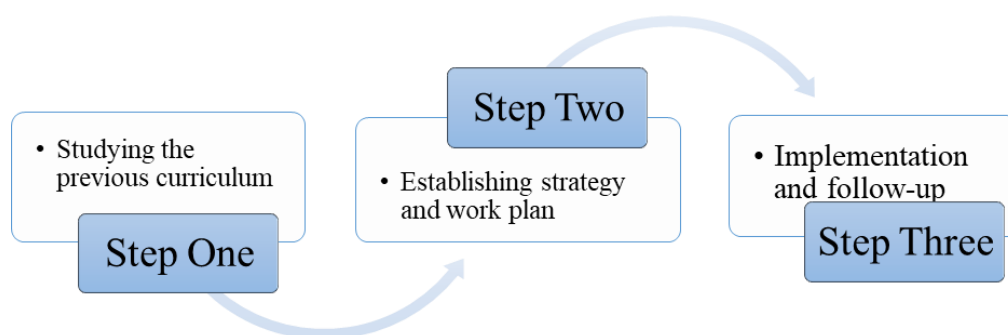 • Studying the
previous curriculum
Step One
Step Two
• Establishing strategy
and work plan
• Implementation
and follow-up
Step Three